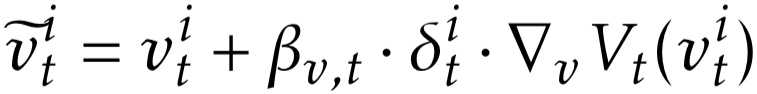 $\widetilde{v}_t^i = v_t^i + \beta_{v,t} \cdot \delta_t^i \cdot \nabla_v V_t(v_t^i)$